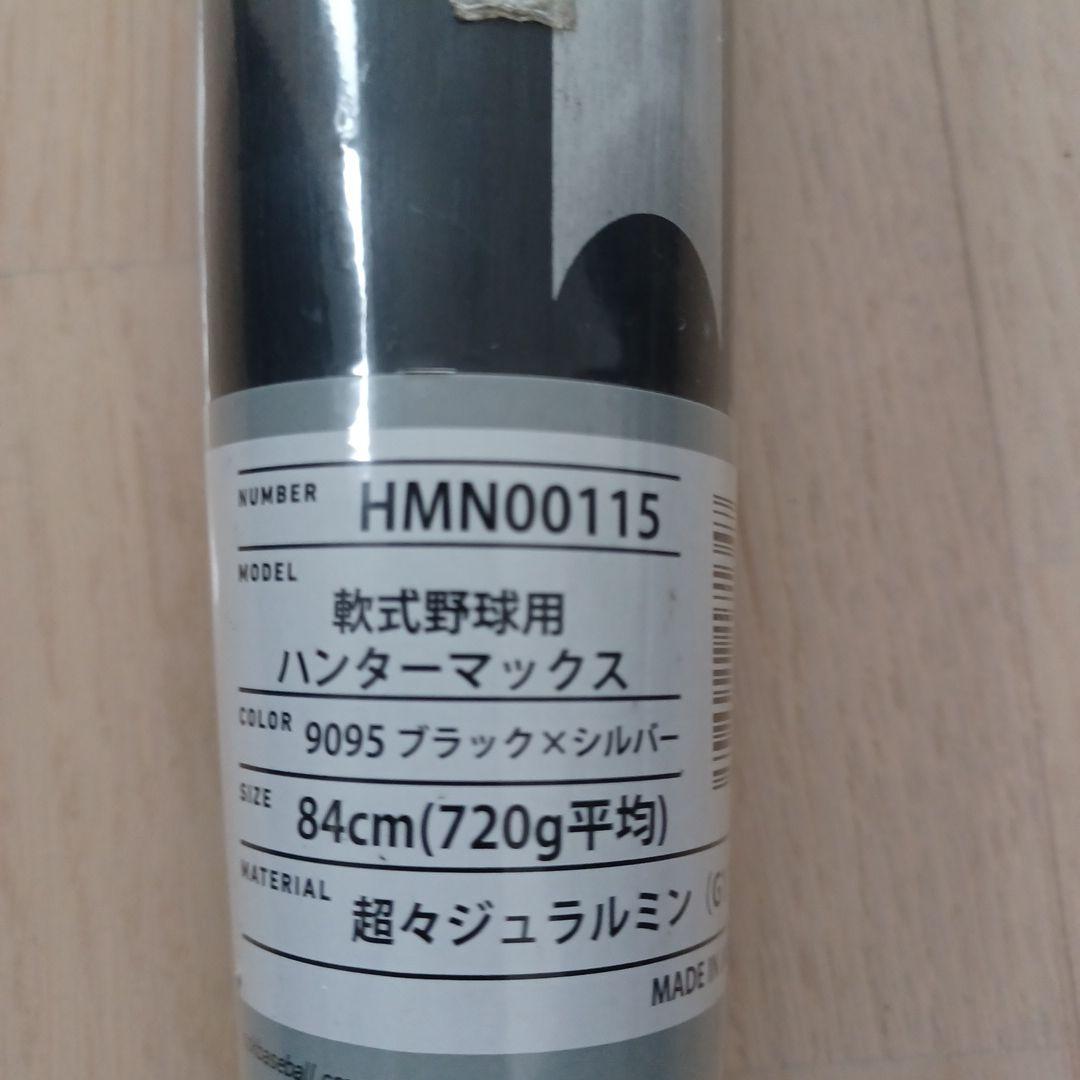 NUMBER HMN00115
MODEL
軟式野球用
ハンターマックス
COLOR 9095 ブラック×シルバー
SIZE 84cm(720g平均)
MATERIAL 超々ジュラルミン (G
MADE IN